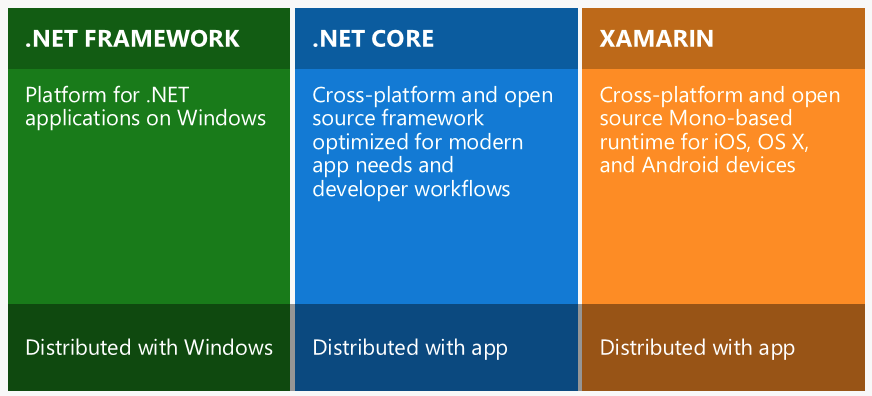 .NET FRAMEWORK
Platform for .NET
applications on Windows
Distributed with Windows
.NET CORE
Cross-platform and open
source framework
optimized for modern
app needs and
developer workflows
Distributed with app
XAMARIN
Cross-platform and open
source Mono-based
runtime for iOS, OS X,
and Android devices
Distributed with app